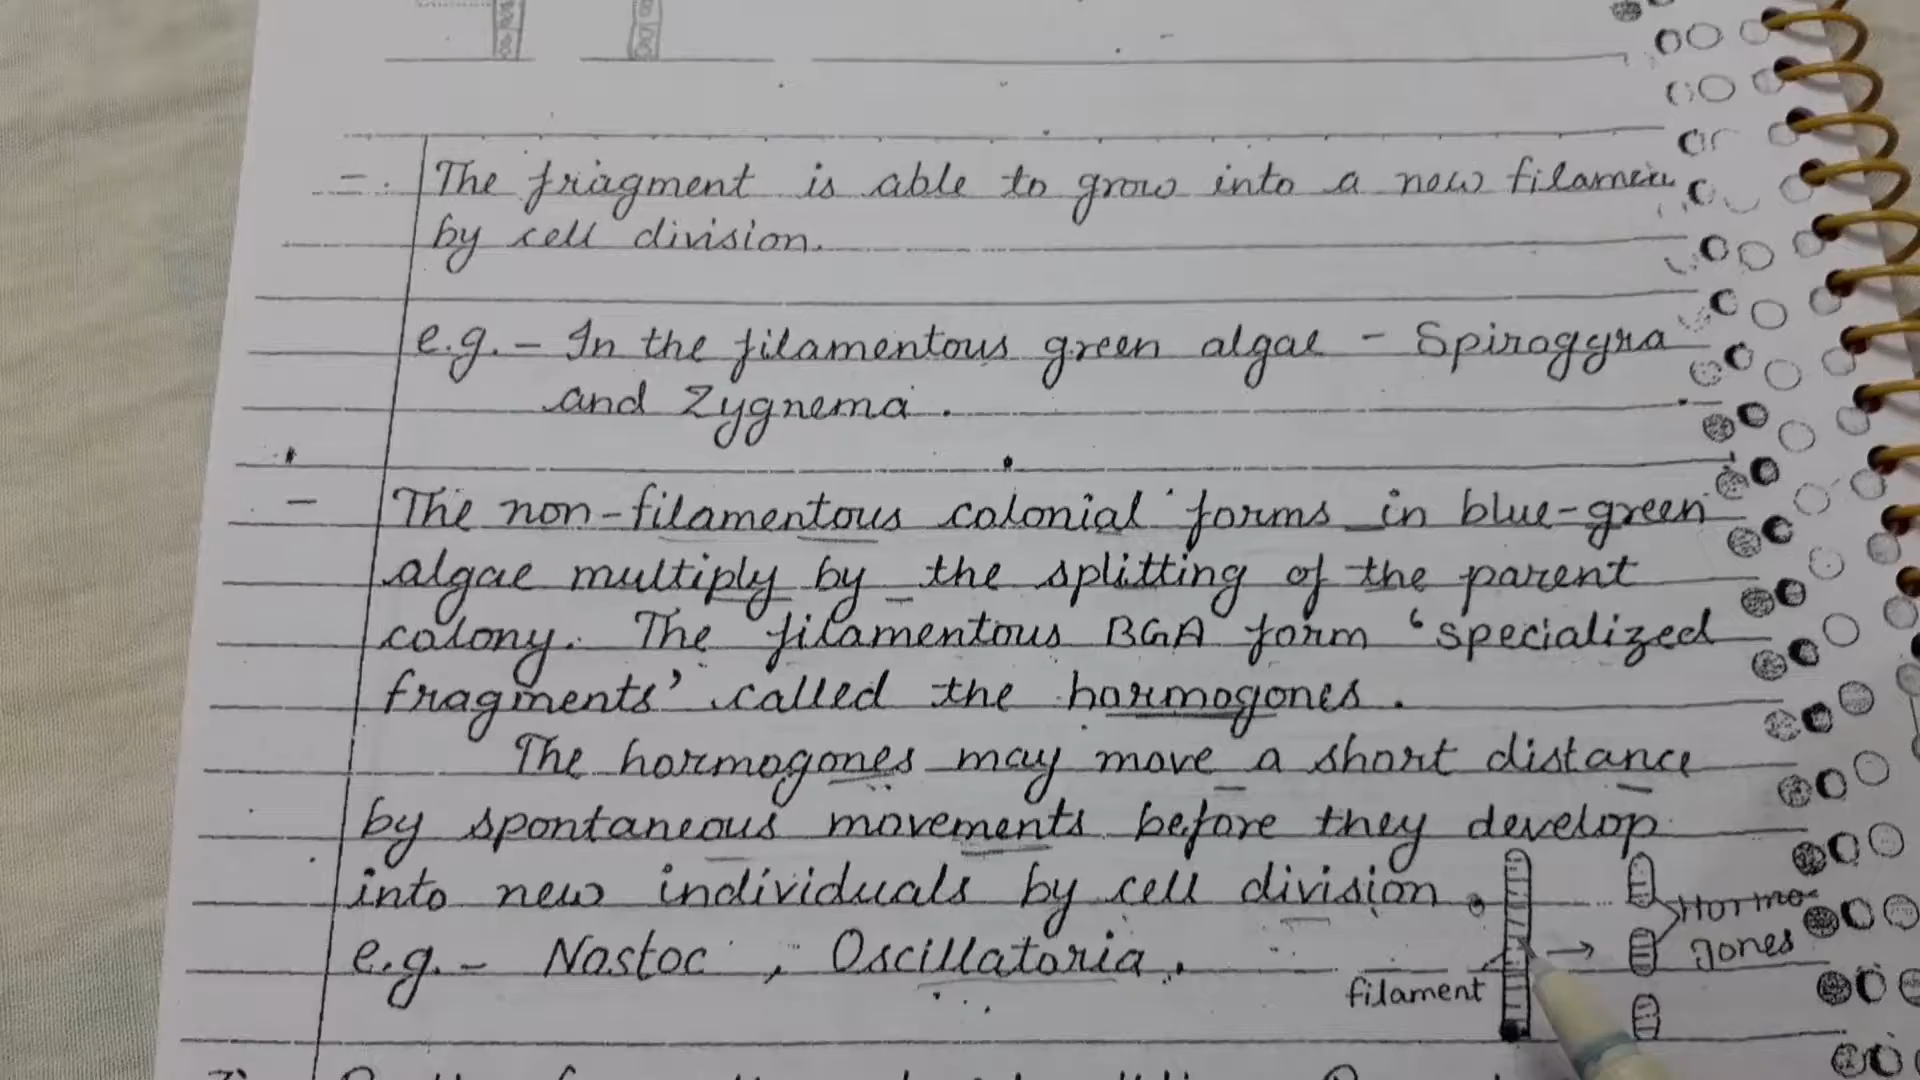 =. The fragment is able to grow into a new
by cell division.
e.g. - In the filamentous green algae - Spirogyra
and Zygnema.
- The non-filamentous colonial forms in blue-green
algae multiply by the splitting of the parent
colony. The filamentous BGA form 'specialized
fragments' called the hormogones.
The hormogones may move a short distance
by spontaneous movements before they develop
into new individuals by cell division.
e.g. - Nostoc, Oscillatoria.
filament
Hormo-
gones